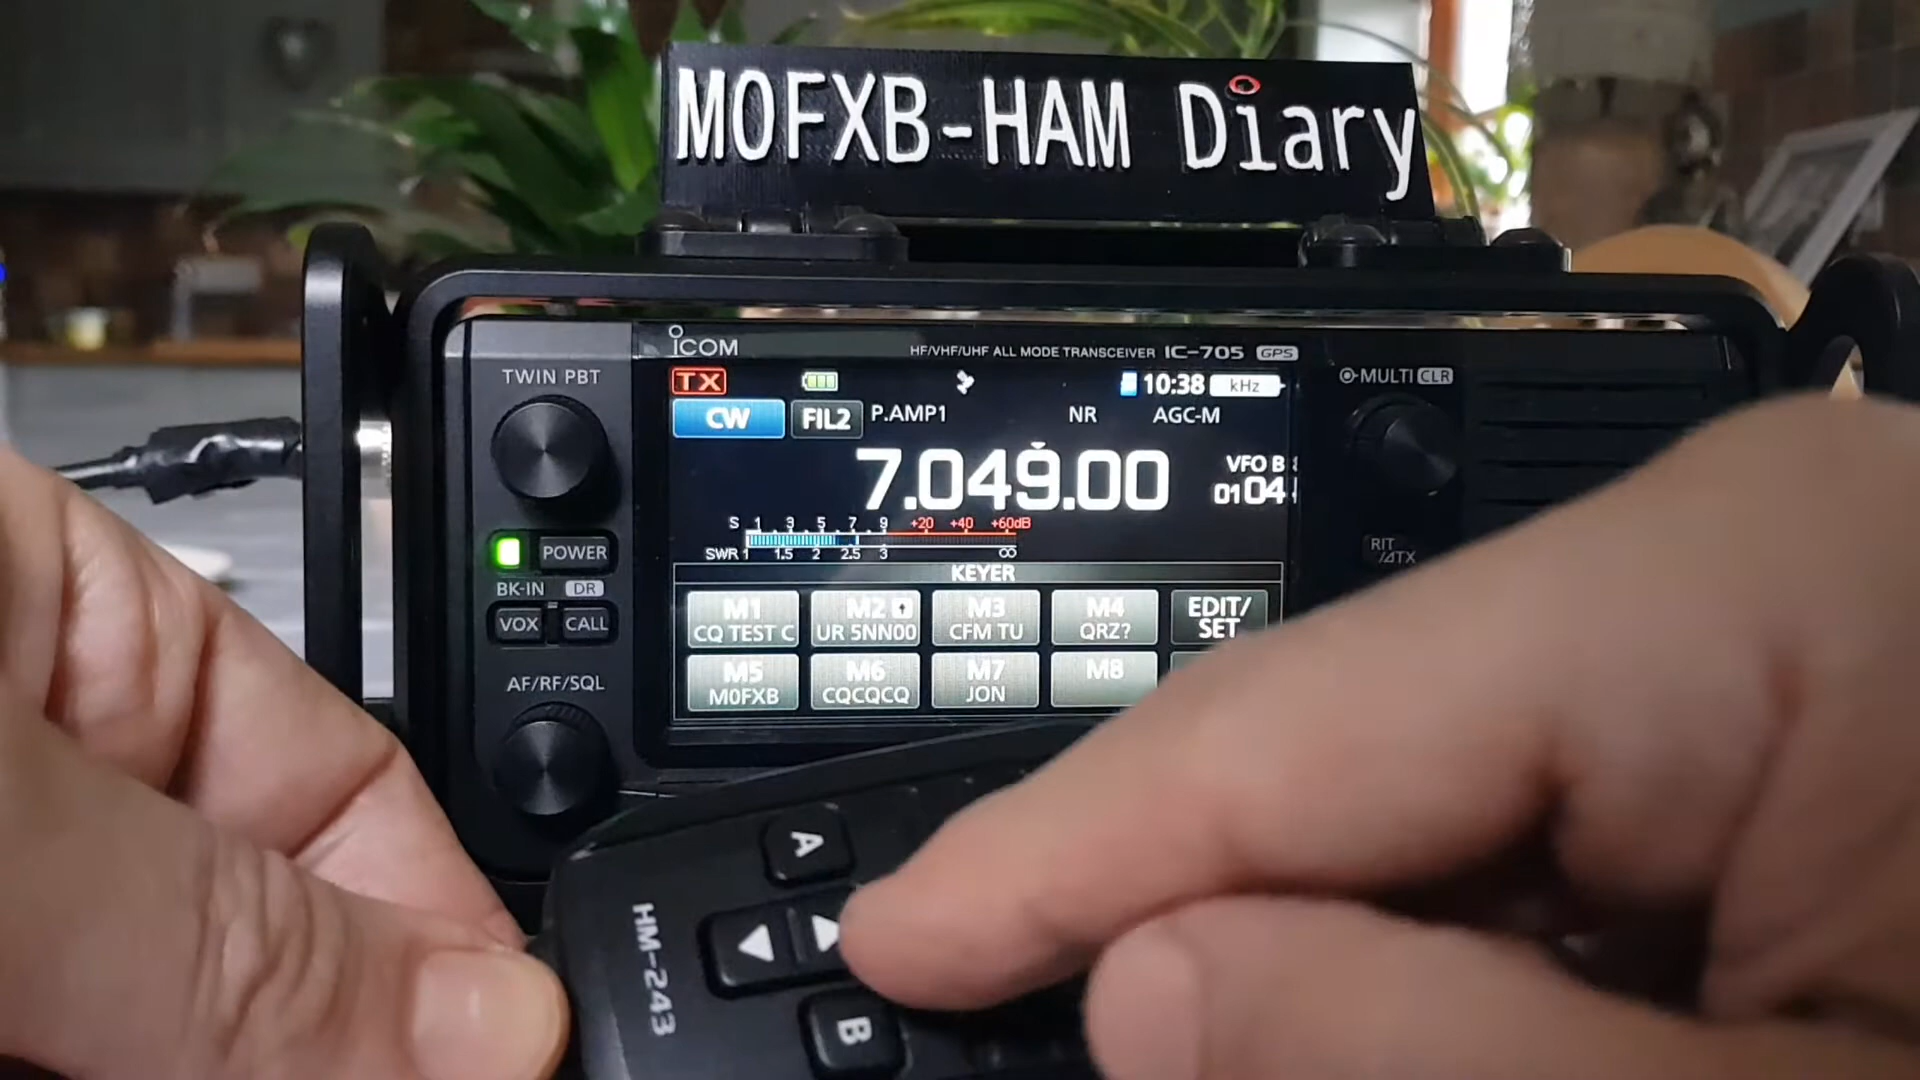 M0FXB-HAM Diary
ICOM
HF/VHF/UHF ALL MODE TRANSCEIVER IC-705 GPS
TWIN PBT
MULTI CLR
TX
10:38 kHz
CW FIL2 P.AMP1 NR AGC-M
7.049.00
VFO B
01 04
S 1 3 5 7 9 +20 +40 +60dB
SWR 1 1.5 2 2.5 3 ∞
POWER
BK-IN DR
VOX CALL
AF/RF/SQL
RIT
/ΔTX
KEYER
M1 M2 M3 M4 EDIT/
CQ TEST C UR 5NN00 CFM TU QRZ? SET
M5 M6 M7 M8
M0FXB CQCQCQ JON
A
HM-243
B